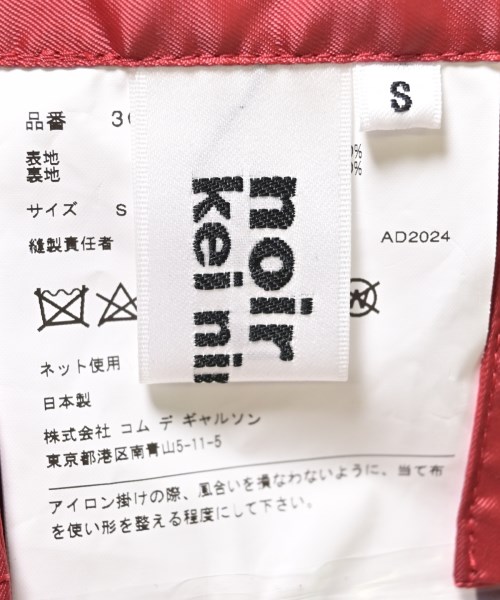 S
noir
kei ni
品番 3
表地 %
裏地 %
サイズ S
縫製責任者
AD2024
ネット使用
日本製
株式会社 コム デ ギャルソン
東京都港区南青山5-11-5
アイロン掛けの際、風合いを損なわないように、当て布
を使い形を整える程度にして下さい。